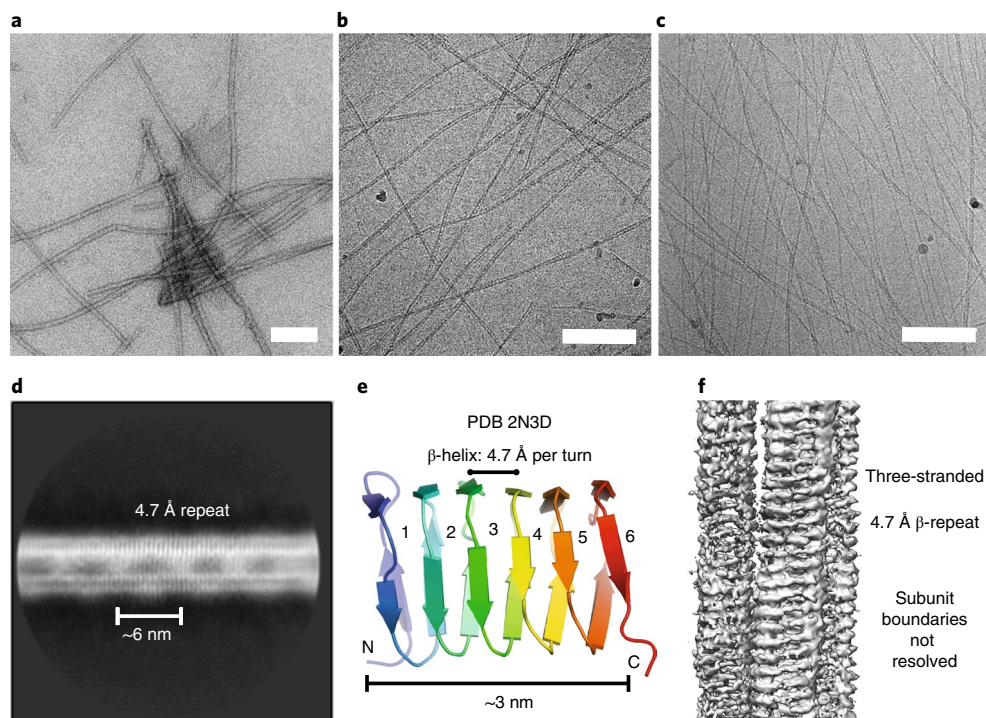 a
b
c
d
4.7 Å repeat
~6 nm
e
PDB 2N3D
β-helix: 4.7 Å per turn
1
2
3
4
5
6
N
C
~3 nm
f
Three-stranded
4.7 Å β-repeat
Subunit
boundaries
not
resolved